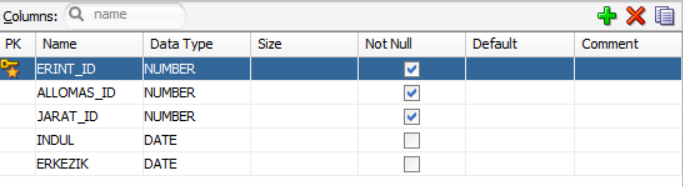 Columns: name
PK Name Data Type Size Not Null Default Comment
ERINT_ID NUMBER
ALLOMAS_ID NUMBER
JARAT_ID NUMBER
INDUL DATE
ERKEZIK DATE